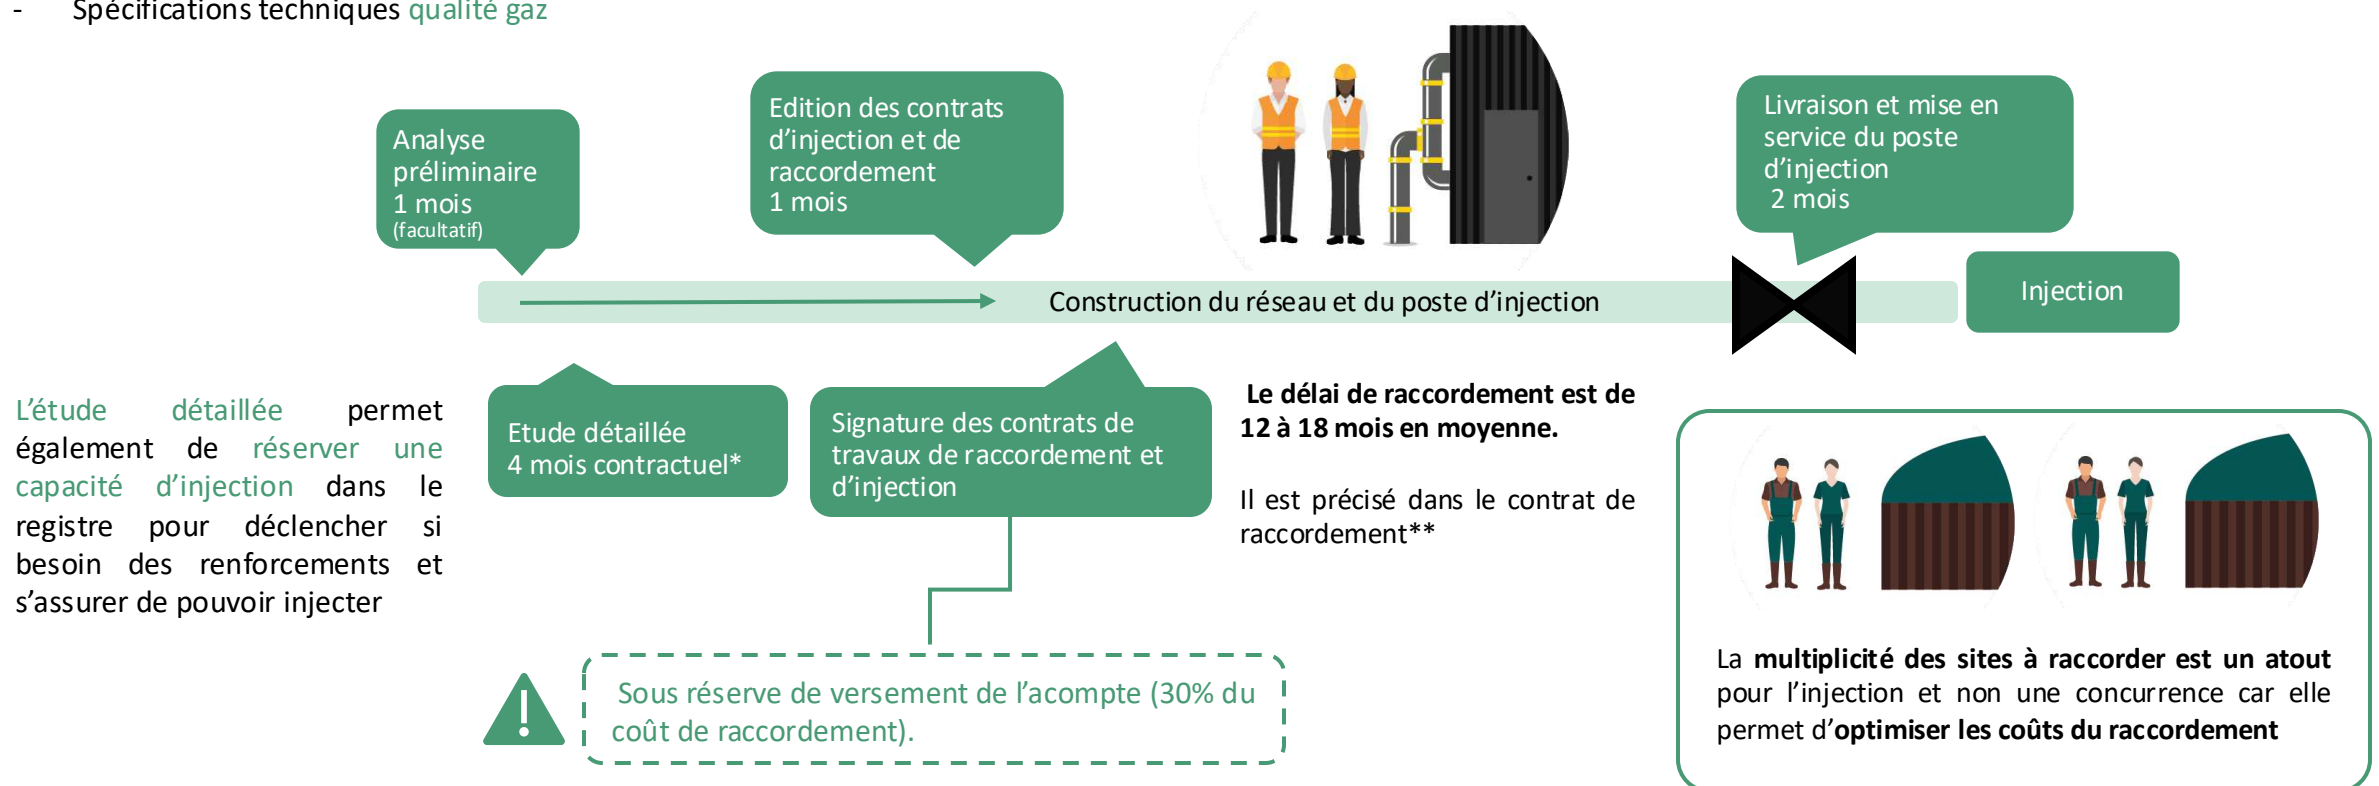 - Spécifications techniques qualité gaz
Analyse
préliminaire
1 mois
(facultatif)
Edition des contrats
d’injection et de
raccordement
1 mois
Livraison et mise en
service du poste
d’injection
2 mois
Construction du réseau et du poste d’injection
Injection
L’étude détaillée permet
également de réserver une
capacité d’injection dans le
registre pour déclencher si
besoin des renforcements et
s’assurer de pouvoir injecter
Etude détaillée
4 mois contractuel*
Signature des contrats de
travaux de raccordement et
d’injection
Le délai de raccordement est de
12 à 18 mois en moyenne.
Il est précisé dans le contrat de
raccordement**
Sous réserve de versement de l’acompte (30% du
coût de raccordement).
La multiplicité des sites à raccorder est un atout
pour l’injection et non une concurrence car elle
permet d’optimiser les coûts du raccordement